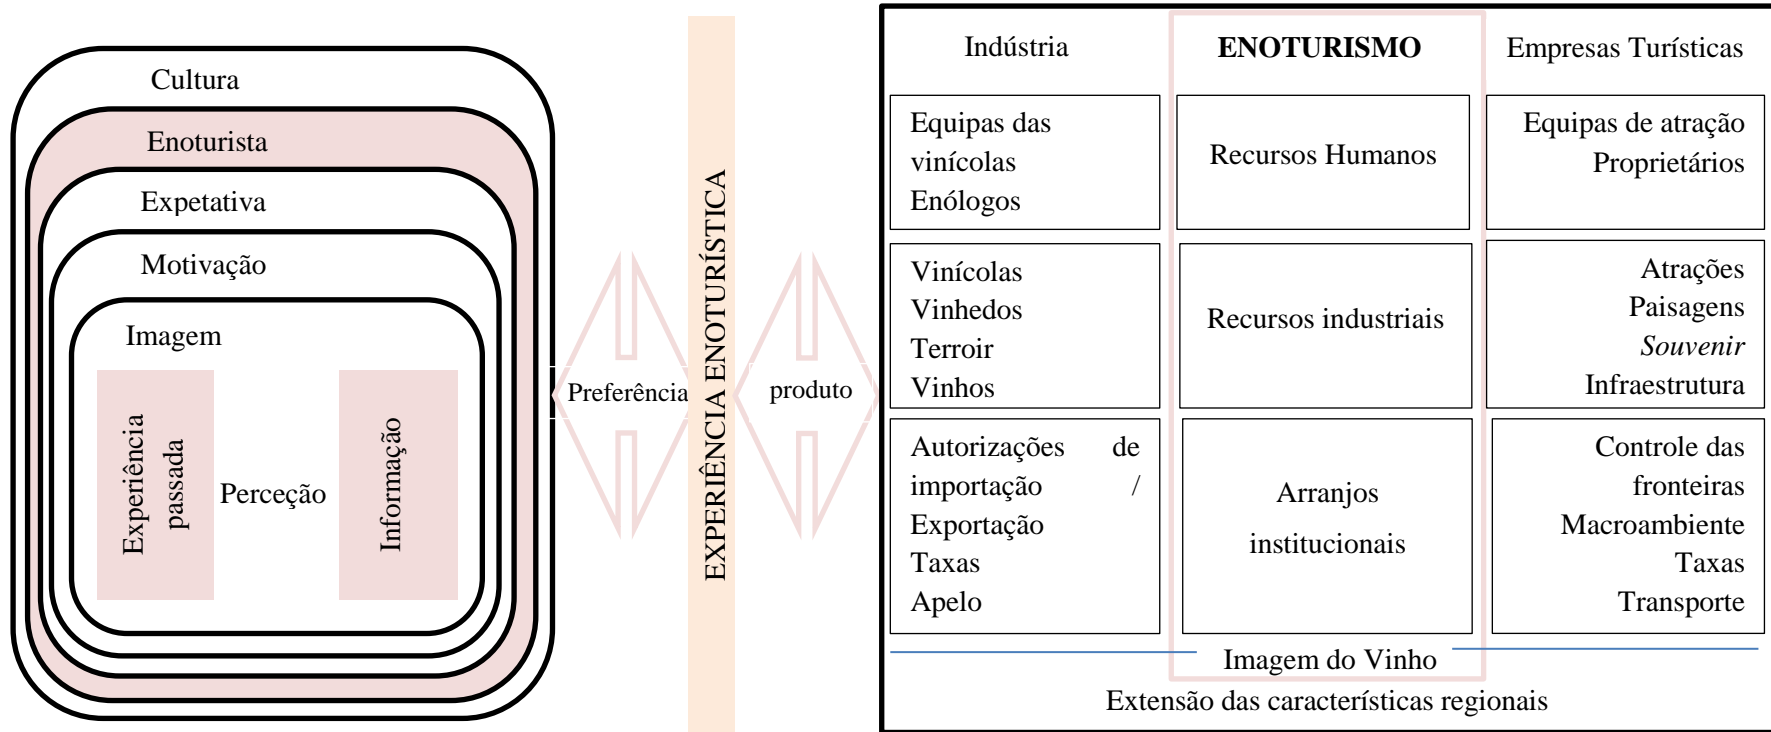 Cultura
Enoturista
Expetativa
Motivação
Imagem
Experiência
passada
Perceção
Informação
Preferência
EXPERIÊNCIA ENOTURÍSTICA
produto
Indústria
ENOTURISMO
Empresas Turísticas
Equipas das
vinícolas
Enólogos
Recursos Humanos
Equipas de atração
Proprietários
Vinícolas
Vinhedos
Terroir
Vinhos
Recursos industriais
Atrações
Paisagens
Souvenir
Infraestrutura
Autorizações de
importação /
Exportação
Taxas
Apelo
Arranjos
institucionais
Controle das
fronteiras
Macroambiente
Taxas
Transporte
Imagem do Vinho
Extensão das características regionais